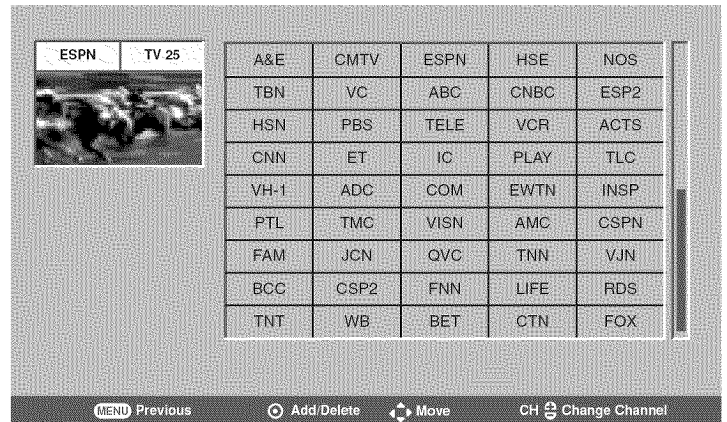 ESPN TV 25
A&E CMTV ESPN HSE NOS
TBN VC ABC CNBC ESP2
HSN PBS TELE VCR ACTS
CNN ET IC PLAY TLC
VH-1 ADC COM EWTN INSP
PTL TMC VISN AMC CSPN
FAM JCN QVC TNN VJN
BCC CSP2 FNN LIFE RDS
TNT WB BET CTN FOX
MENU Previous Add/Delete Move CH Change Channel